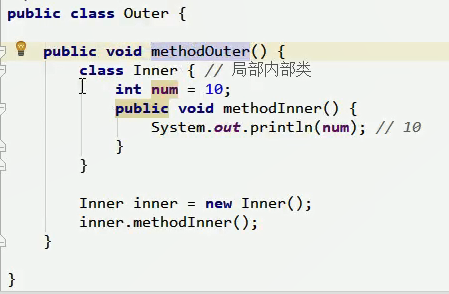 public class Outer {
public void methodOuter() {
class Inner { // 局部内部类
int num = 10;
public void methodInner() {
System.out.println(num); // 10
}
}
Inner inner = new Inner();
inner.methodInner();
}
}